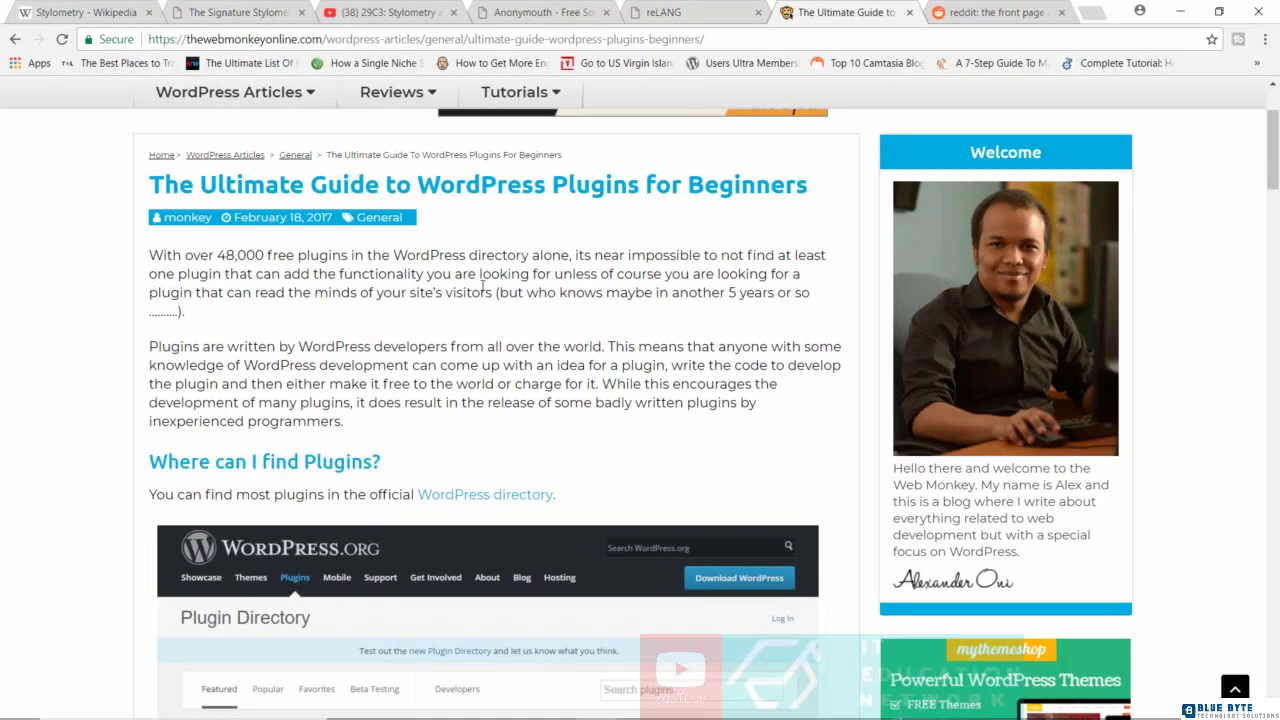 Stylometry - Wikipedia
The Signature Stylomet
(38) 29C3: Stylometry a
Anonymouth - Free So
reLANG
The Ultimate Guide to
reddit: the front page
Secure
https://thewebmonkeyonline.com/wordpress-articles/general/ultimate-guide-wordpress-plugins-beginners/
Apps
The Best Places to Tra
The Ultimate List Of F
How a Single Niche S
How to Get More Eng
Go to US Virgin Islan
Users Ultra Members
Top 10 Camtasia Blog
A 7-Step Guide To M
Complete Tutorial: H
WordPress Articles
Reviews
Tutorials
Home > WordPress Articles > General > The Ultimate Guide To WordPress Plugins For Beginners
The Ultimate Guide to WordPress Plugins for Beginners
monkey February 18, 2017 General
With over 48,000 free plugins in the WordPress directory alone, its near impossible to not find at least
one plugin that can add the functionality you are looking for unless of course you are looking for a
plugin that can read the minds of your site's visitors (but who knows maybe in another 5 years or so
..........).
Plugins are written by WordPress developers from all over the world. This means that anyone with some
knowledge of WordPress development can come up with an idea for a plugin, write the code to develop
the plugin and then either make it free to the world or charge for it. While this encourages the
development of many plugins, it does result in the release of some badly written plugins by
inexperienced programmers.
Where can I find Plugins?
You can find most plugins in the official WordPress directory.
WORDPRESS.ORG
Search WordPress.org
Showcase Themes Plugins Mobile Support Get Involved About Blog Hosting
Download WordPress
Plugin Directory
Log In
Test out the new Plugin Directory and let us know what you think.
Featured Popular Favorites Beta Testing Developers
Search plugins
Welcome
Hello there and welcome to the
Web Monkey. My name is Alex and
this is a blog where I write about
everything related to web
development but with a special
focus on WordPress.
Alexander Oni
mythemeshop
Powerful WordPress Themes
FREE Themes
YouTube
EDUCATION
NETWORK
BLUE BYTE
TECHNOLOGY SOLUTIONS